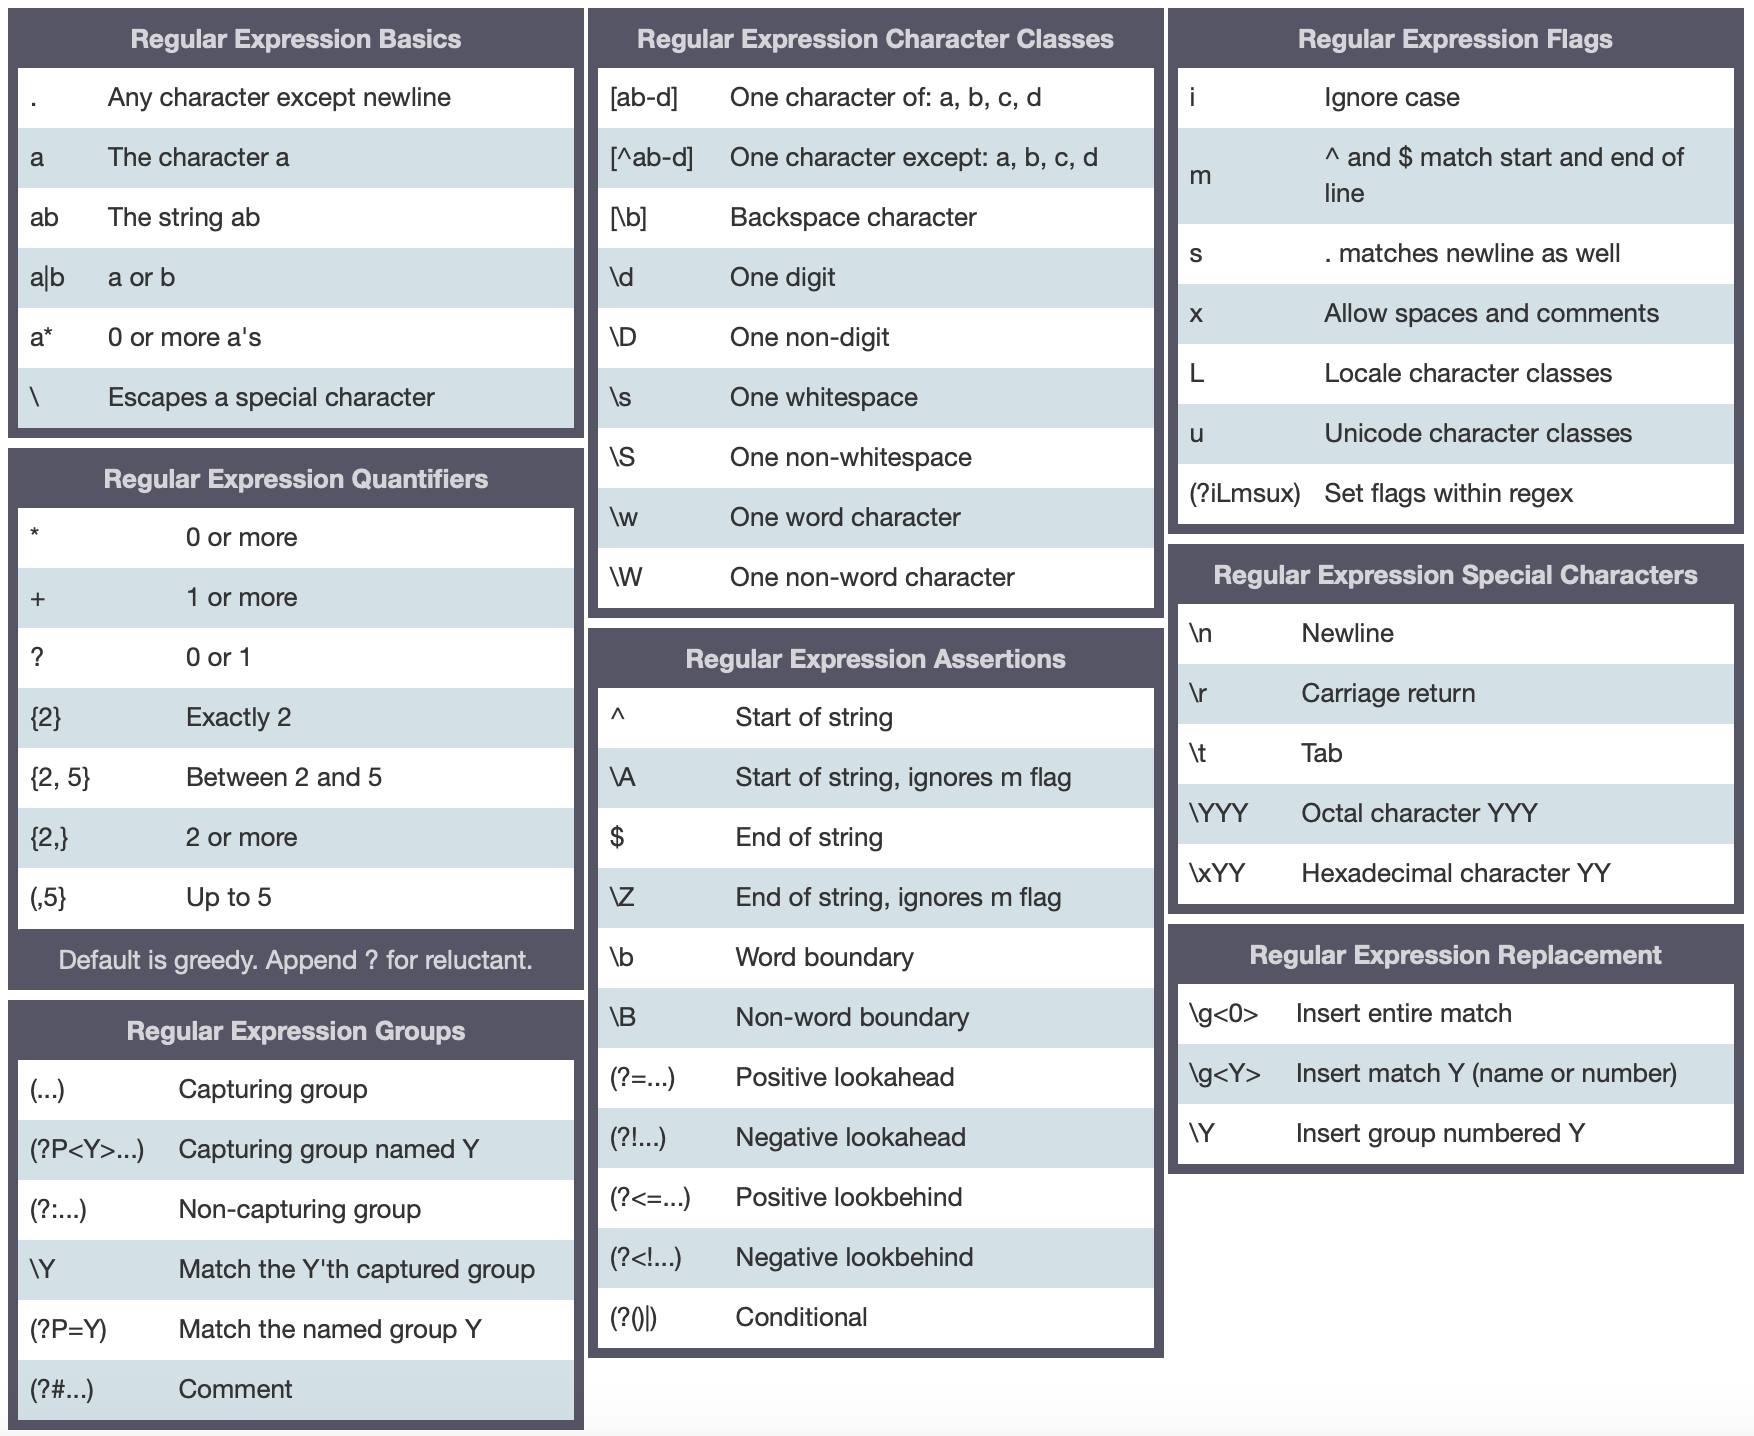 Regular Expression Basics
. Any character except newline
a The character a
ab The string ab
a|b a or b
a* 0 or more a's
\ Escapes a special character
Regular Expression Quantifiers
* 0 or more
+ 1 or more
? 0 or 1
{2} Exactly 2
{2, 5} Between 2 and 5
{2,} 2 or more
(,5} Up to 5
Default is greedy. Append ? for reluctant.
Regular Expression Groups
(...) Capturing group
(?P<Y>...) Capturing group named Y
(?:...) Non-capturing group
\Y Match the Y'th captured group
(?P=Y) Match the named group Y
(?#...) Comment
Regular Expression Character Classes
[ab-d] One character of: a, b, c, d
[^ab-d] One character except: a, b, c, d
[\b] Backspace character
\d One digit
\D One non-digit
\s One whitespace
\S One non-whitespace
\w One word character
\W One non-word character
Regular Expression Assertions
^ Start of string
\A Start of string, ignores m flag
$ End of string
\Z End of string, ignores m flag
\b Word boundary
\B Non-word boundary
(?=...) Positive lookahead
(?!...) Negative lookahead
(?<=...) Positive lookbehind
(?<!...) Negative lookbehind
(?()|) Conditional
Regular Expression Flags
i Ignore case
m ^ and $ match start and end of
line
s . matches newline as well
x Allow spaces and comments
L Locale character classes
u Unicode character classes
(?iLmsux) Set flags within regex
Regular Expression Special Characters
\n Newline
\r Carriage return
\t Tab
\YYY Octal character YYY
\xYY Hexadecimal character YY
Regular Expression Replacement
\g<0> Insert entire match
\g<Y> Insert match Y (name or number)
\Y Insert group numbered Y